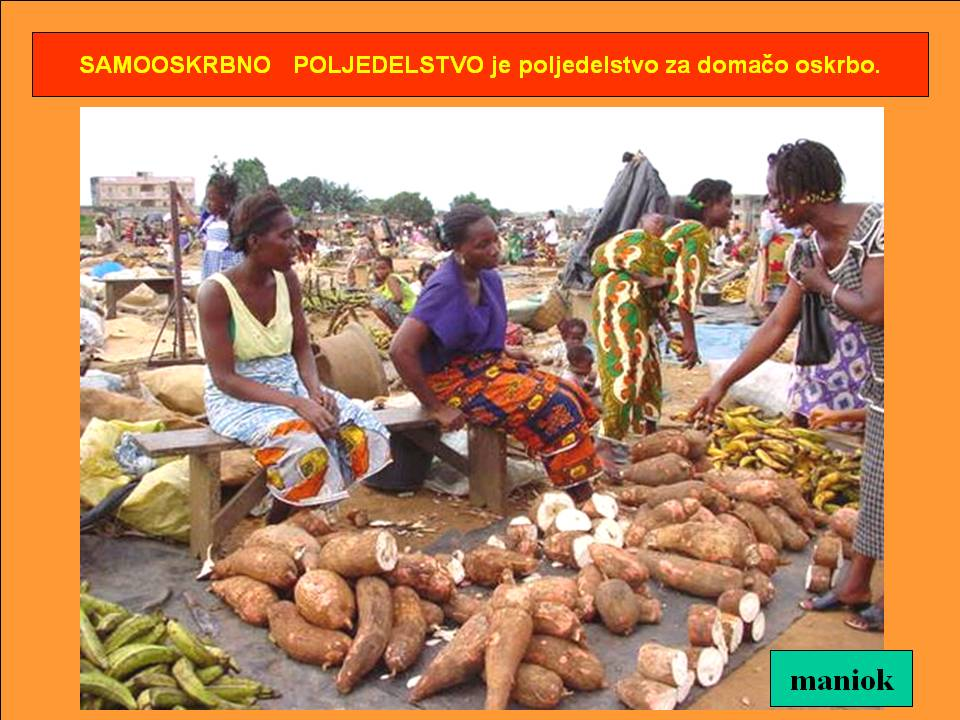 SAMOOSKRBNO POLJEDELSTVO je poljedelstvo za domačo oskrbo.
maniok